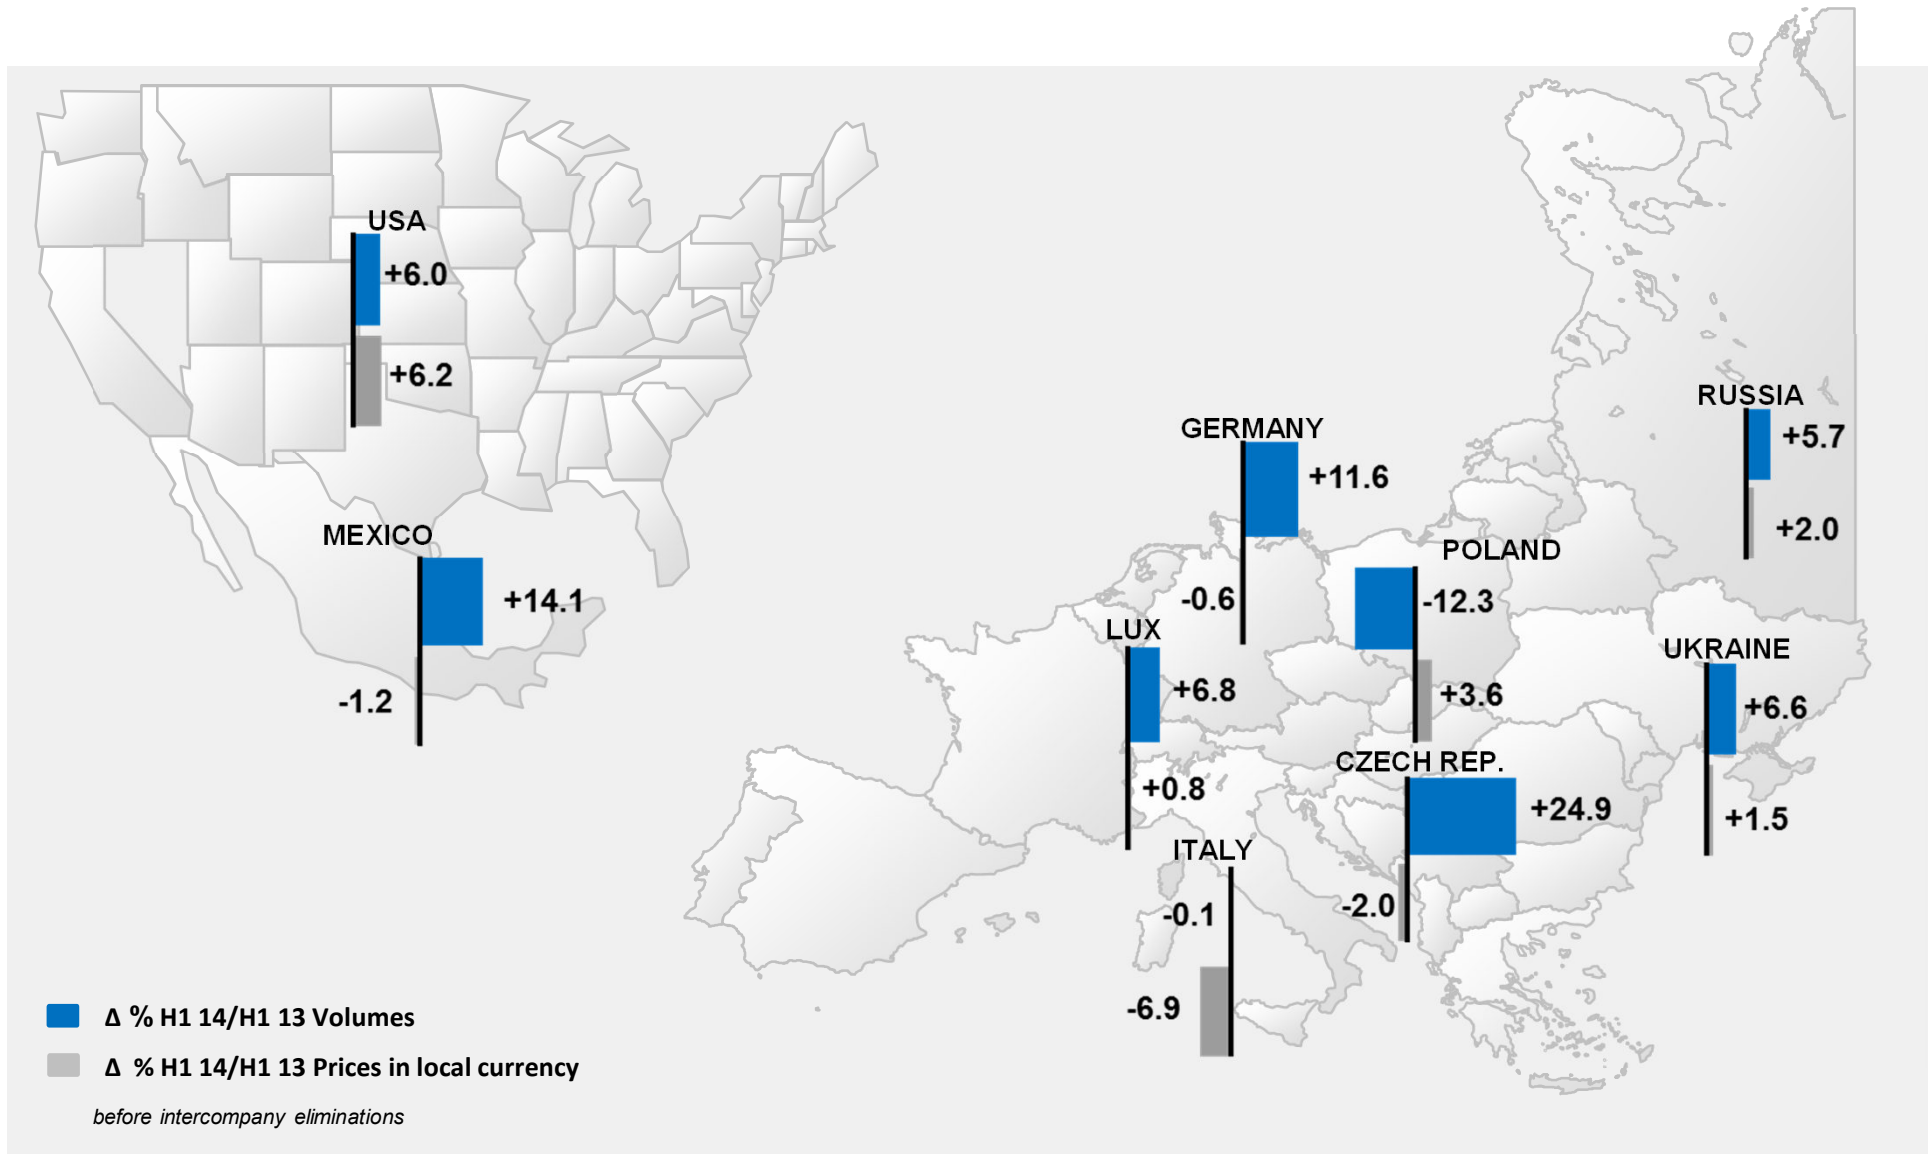 USA
+6.0
+6.2
MEXICO
+14.1
-1.2
GERMANY
+11.6
-0.6
LUX
+6.8
+0.8
ITALY
-0.1
-6.9
POLAND
-12.3
+3.6
CZECH REP.
+24.9
-2.0
RUSSIA
+5.7
+2.0
UKRAINE
+6.6
+1.5
Δ % H1 14/H1 13 Volumes
Δ % H1 14/H1 13 Prices in local currency
before intercompany eliminations